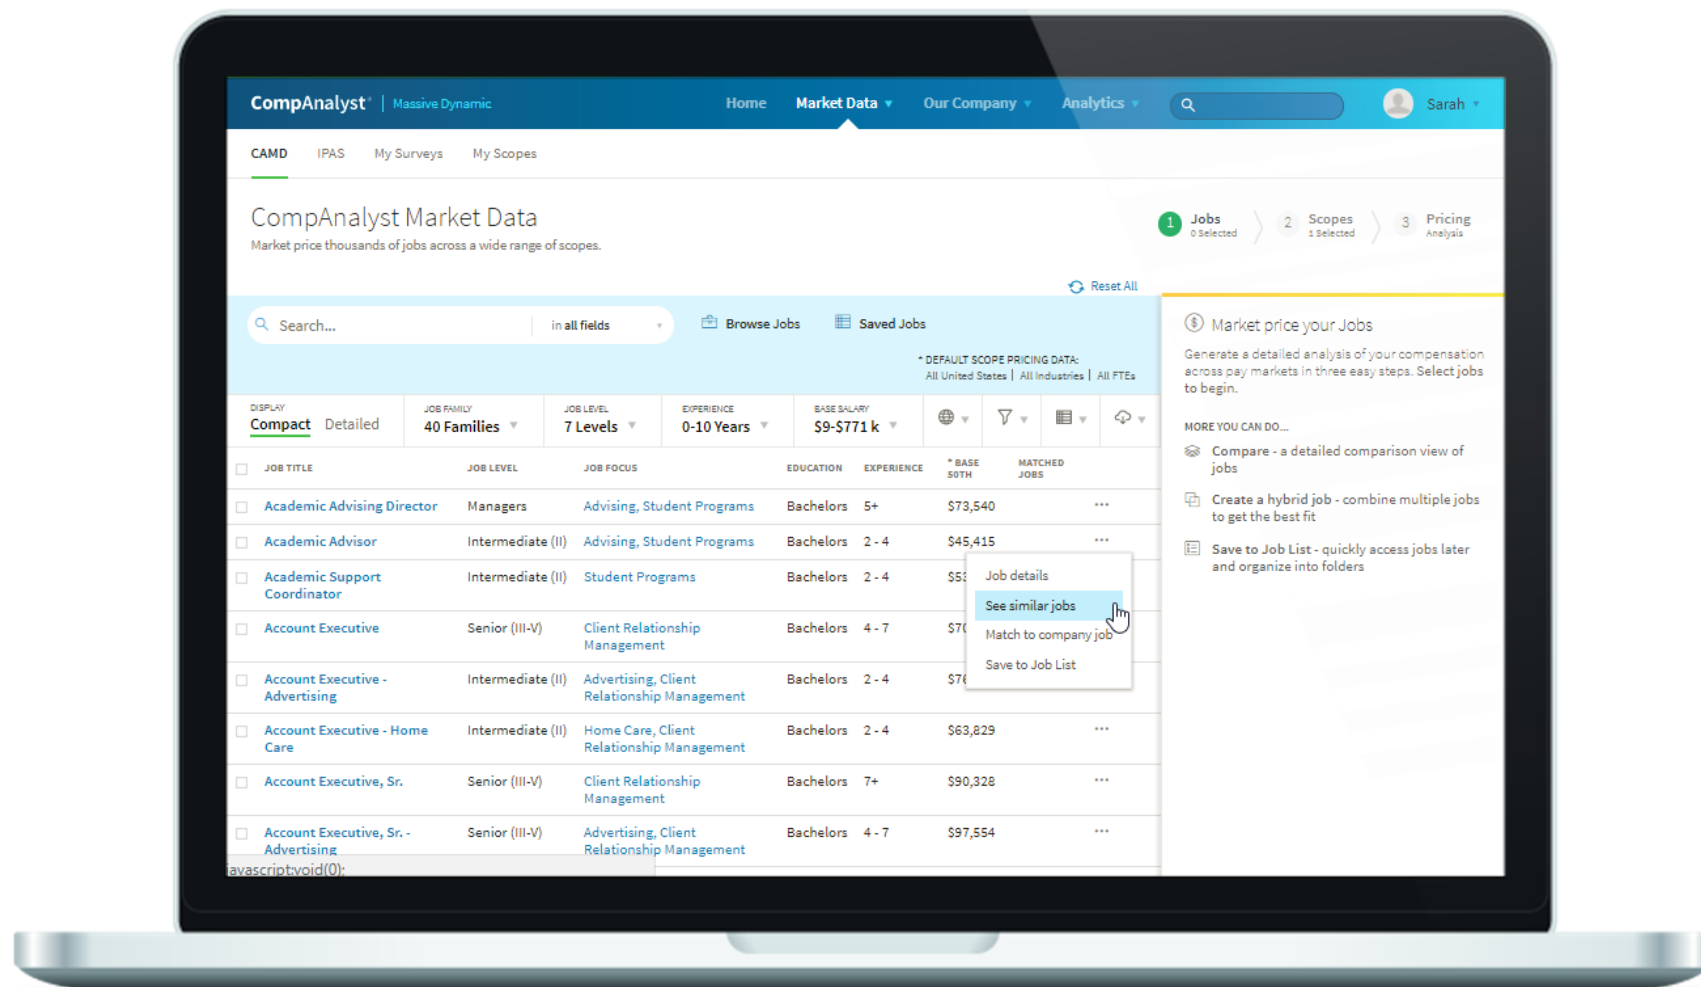 CompAnalyst | Massive Dynamic Home Market Data Our Company Analytics Sarah
CAMD IPAS My Surveys My Scopes
CompAnalyst Market Data
Market price thousands of jobs across a wide range of scopes.
1 Jobs 2 Scopes 3 Pricing
0 Selected 1 Selected Analysis
Reset All
Search... in all fields Browse Jobs Saved Jobs
* DEFAULT SCOPE PRICING DATA:
All United States | All Industries | All FTEs
DISPLAY JOB FAMILY JOB LEVEL EXPERIENCE BASE SALARY
Compact Detailed 40 Families 7 Levels 0-10 Years $9-$771 k
JOB TITLE JOB LEVEL JOB FOCUS EDUCATION EXPERIENCE * BASE 50TH MATCHED JOBS
Academic Advising Director Managers Advising, Student Programs Bachelors 5+ $73,540 ...
Academic Advisor Intermediate (II) Advising, Student Programs Bachelors 2 - 4 $45,415 ...
Academic Support Intermediate (II) Student Programs Bachelors 2 - 4
Coordinator
Account Executive Senior (III-V) Client Relationship Bachelors 4 - 7
Management
Account Executive - Intermediate (II) Advertising, Client Bachelors 2 - 4
Advertising Relationship Management
Account Executive - Home Intermediate (II) Home Care, Client Bachelors 2 - 4 $63,829 ...
Care Relationship Management
Account Executive, Sr. Senior (III-V) Client Relationship Bachelors 7+ $90,328 ...
Management
Account Executive, Sr. - Senior (III-V) Advertising, Client Bachelors 4 - 7 $97,554 ...
Advertising Relationship Management
javascript:void(0);
Job details
See similar jobs
Match to company job
Save to Job List
Market price your Jobs
Generate a detailed analysis of your compensation
across pay markets in three easy steps. Select jobs
to begin.
MORE YOU CAN DO...
Compare - a detailed comparison view of
jobs
Create a hybrid job - combine multiple jobs
to get the best fit
Save to Job List - quickly access jobs later
and organize into folders